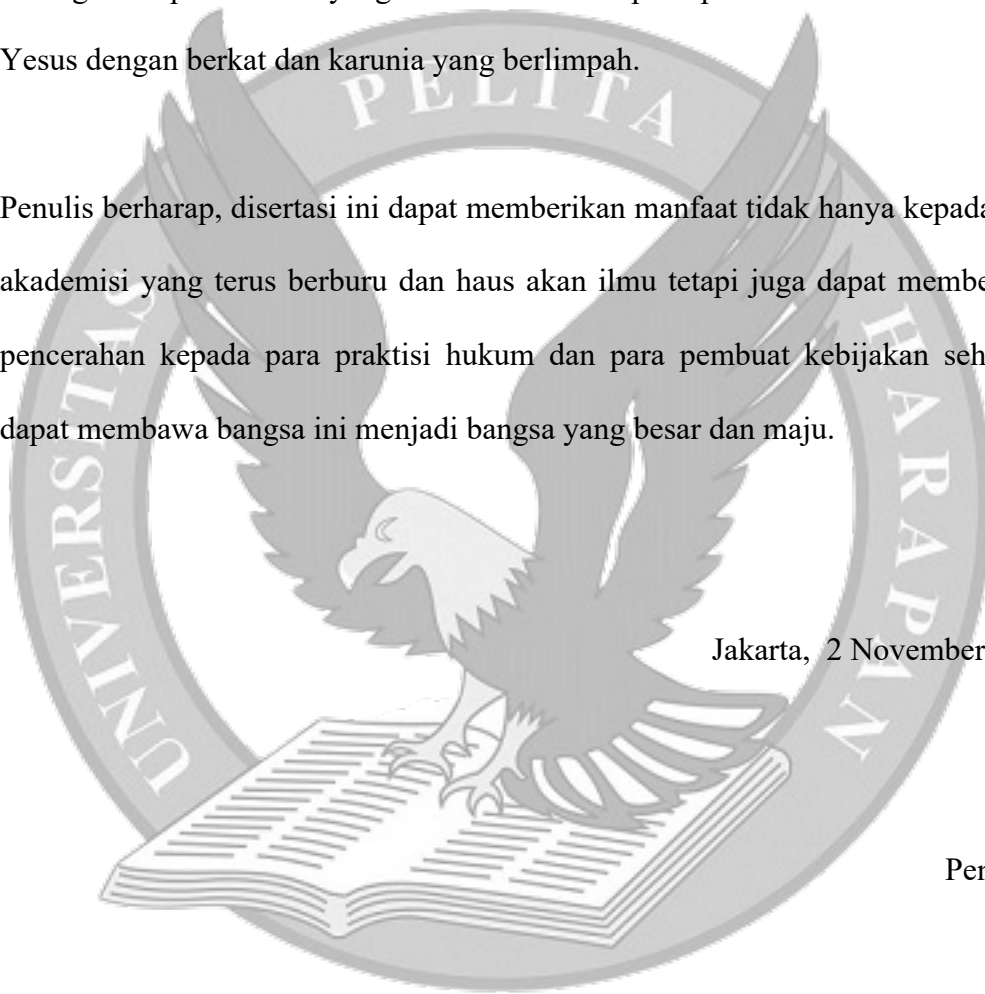 Yesus dengan berkat dan karunia yang berlimpah.
PELITA
Penulis berharap, disertasi ini dapat memberikan manfaat tidak hanya kepada
akademisi yang terus berburu dan haus akan ilmu tetapi juga dapat membe
pencerahan kepada para praktisi hukum dan para pembuat kebijakan seh
dapat membawa bangsa ini menjadi bangsa yang besar dan maju.
UNIVERSITAS
HARAPAN
Jakarta, 2 November
Pen